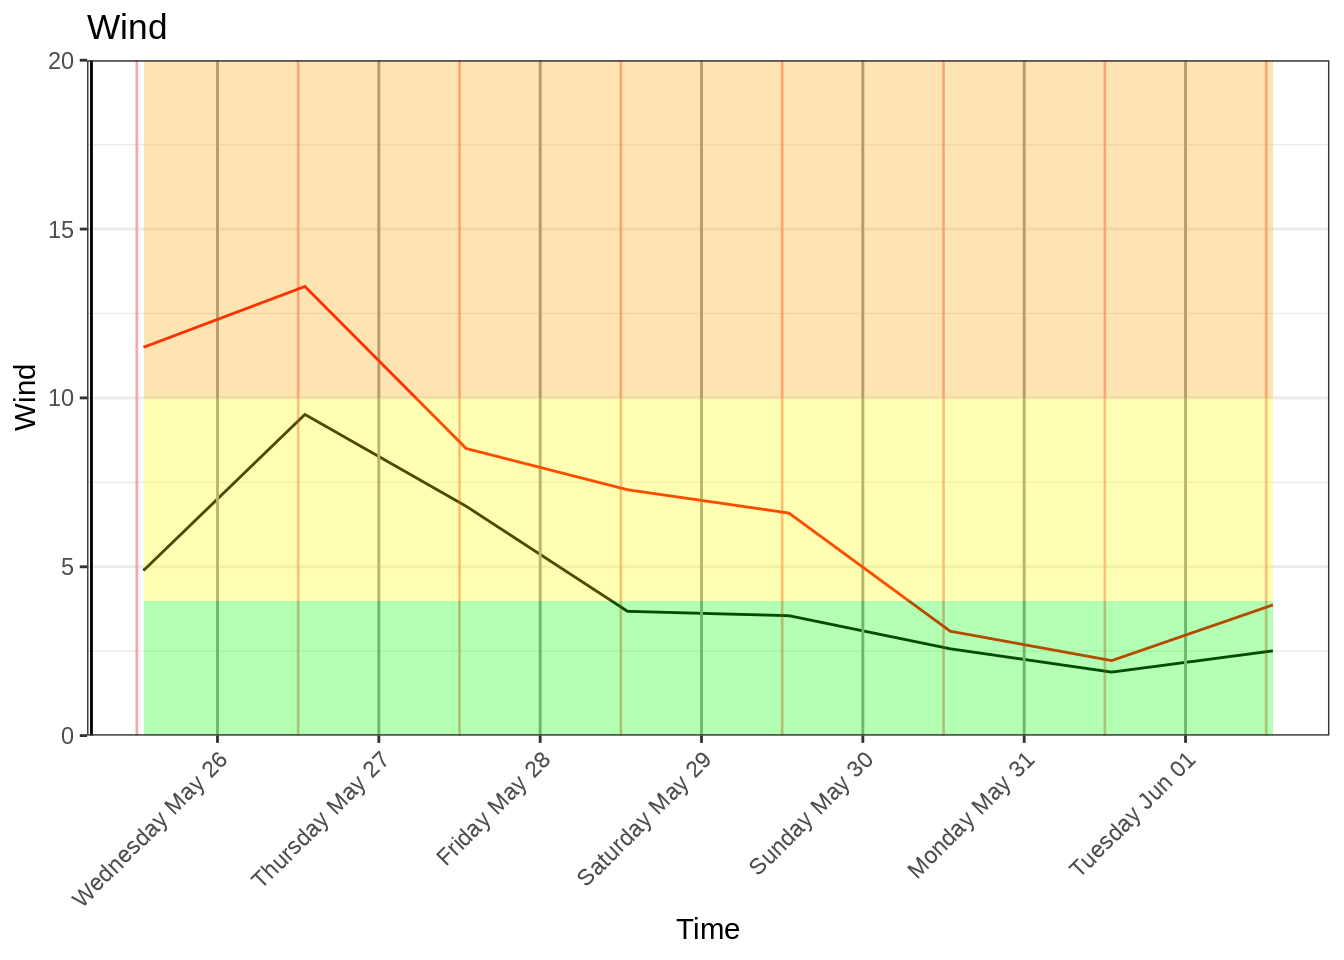 Wind
20
15
10
5
0
Wind
Wednesday May 26
Thursday May 27
Friday May 28
Saturday May 29
Sunday May 30
Monday May 31
Tuesday Jun 01
Time